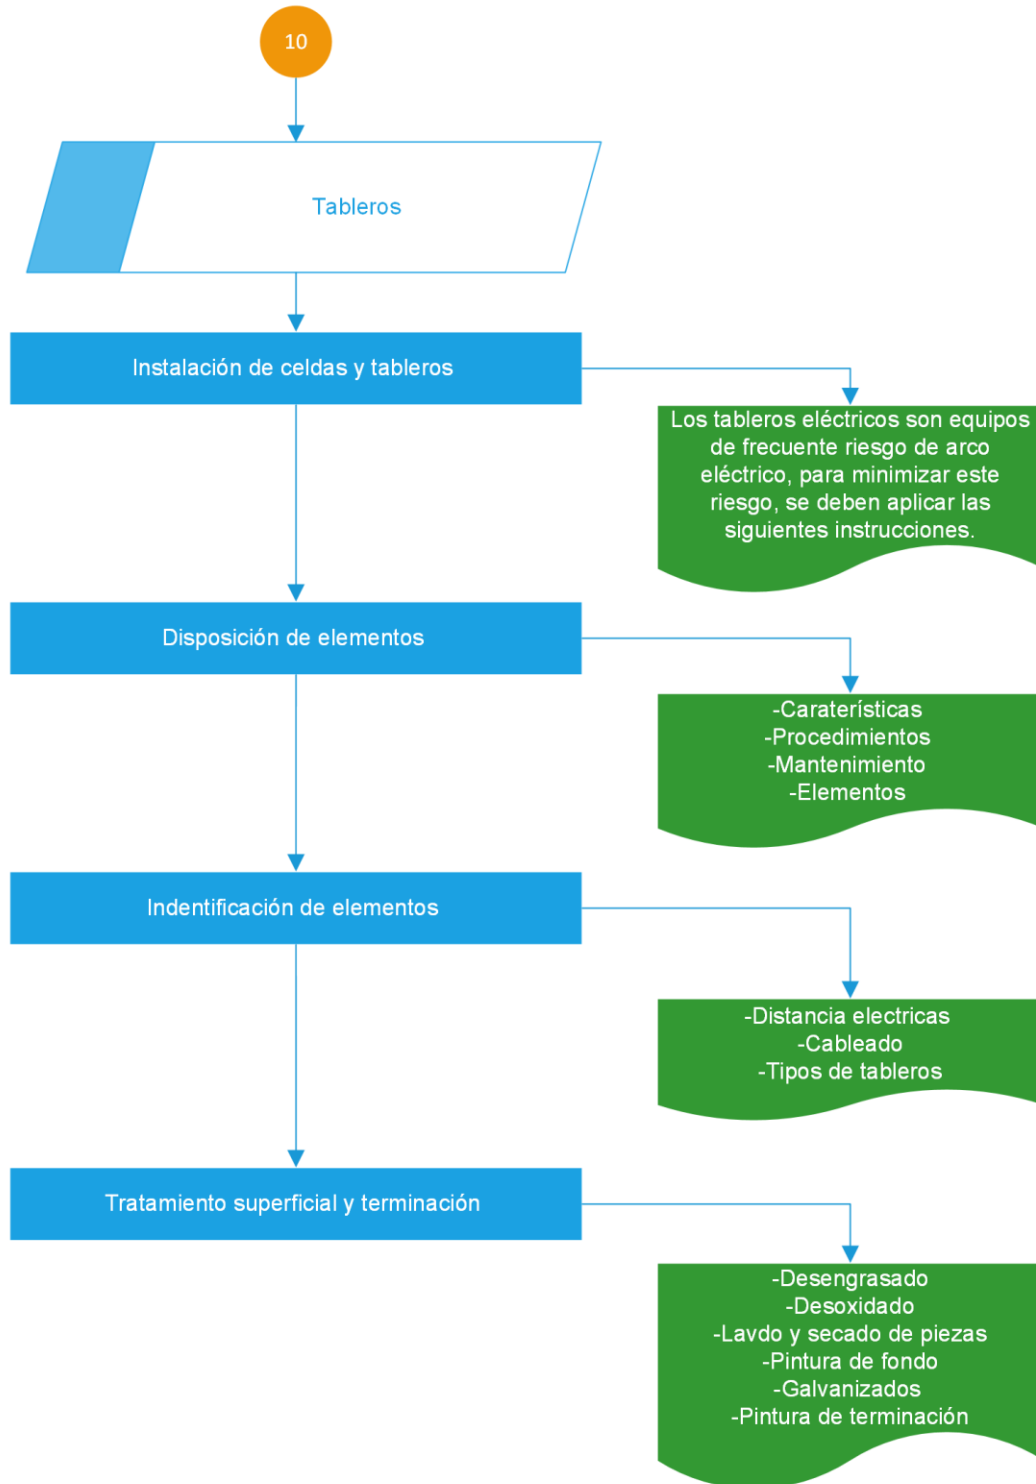 10
Tableros
Instalación de celdas y tableros
Los tableros eléctricos son equipos
de frecuente riesgo de arco
eléctrico, para minimizar este
riesgo, se deben aplicar las
siguientes instrucciones.
Disposición de elementos
-Caraterísticas
-Procedimientos
-Mantenimiento
-Elementos
Indentificación de elementos
-Distancia electricas
-Cableado
-Tipos de tableros
Tratamiento superficial y terminación
-Desengrasado
-Desoxidado
-Lavdo y secado de piezas
-Pintura de fondo
-Galvanizados
-Pintura de terminación